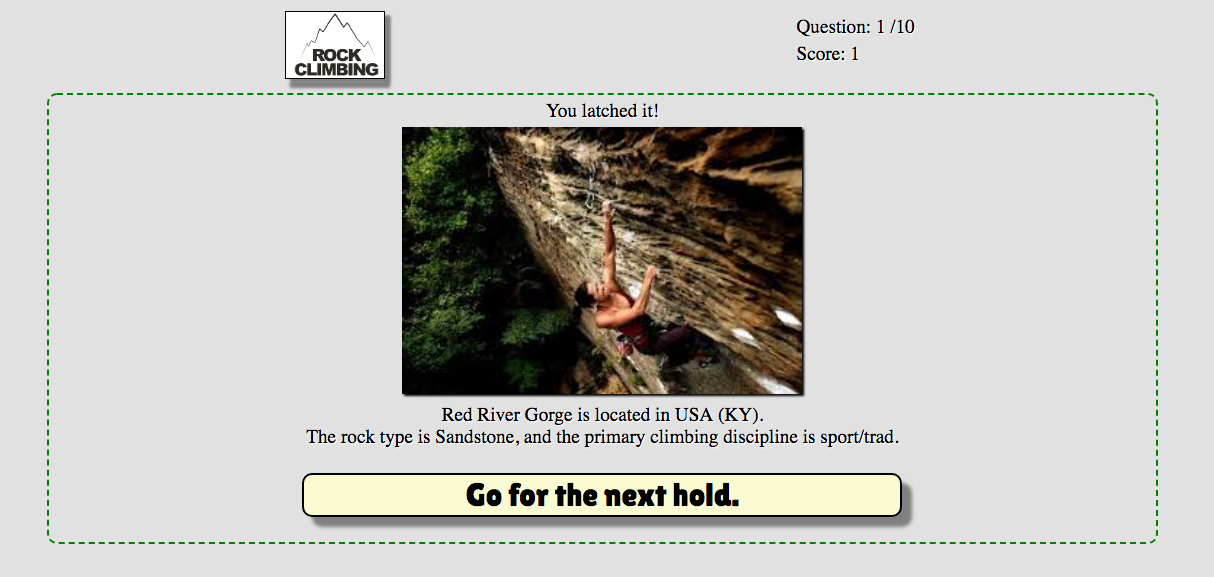 ROCK
CLIMBING
Question: 1 /10
Score: 1
You latched it!
Red River Gorge is located in USA (KY).
The rock type is Sandstone, and the primary climbing discipline is sport/trad.
Go for the next hold.